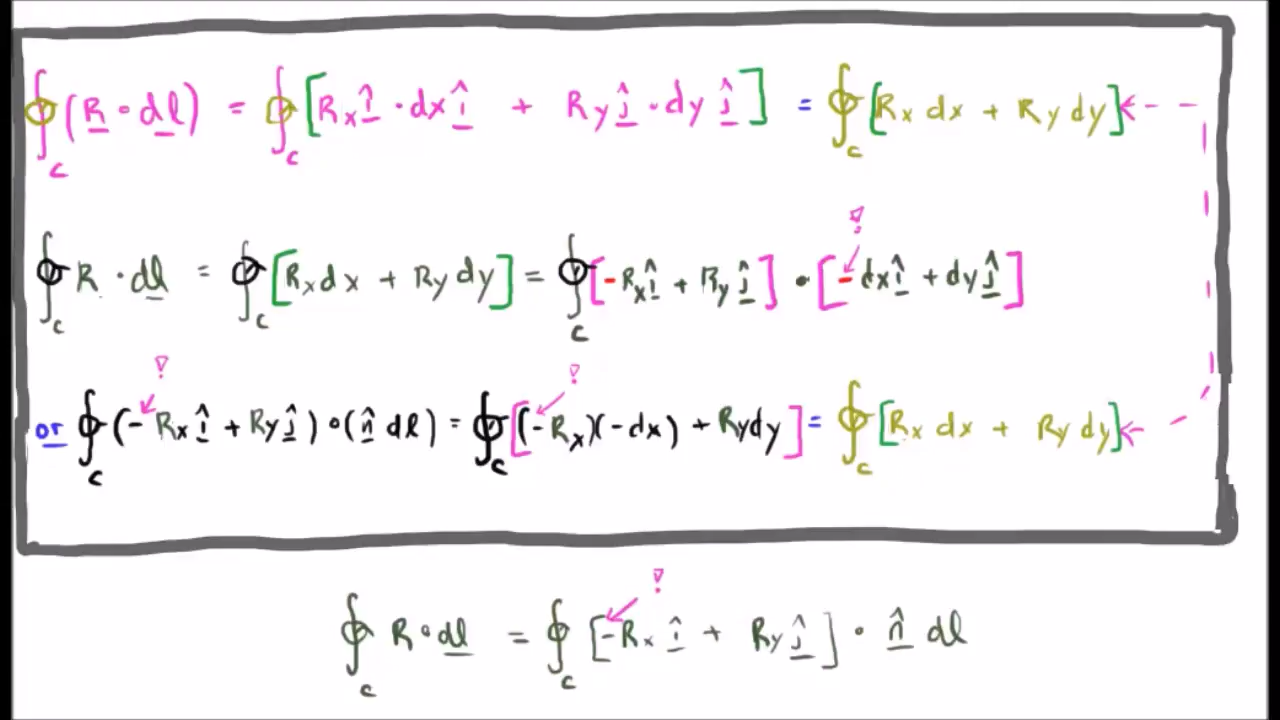 ∮_C (R · dl) = ∮_C [R_x î · dx î + R_y ĵ · dy ĵ] = ∮_C [R_x dx + R_y dy]
!
∮_C R · dl = ∮_C [R_x dx + R_y dy] = ∮_C [-R_x î + R_y ĵ] · [-dx î + dy ĵ]
! !
or ∮_C (-R_x î + R_y ĵ) · (n̂ dl) = ∮_C [(-R_x)(-dx) + R_y dy] = ∮_C [R_x dx + R_y dy]
!
∮_C R · dl = ∮_C [-R_x î + R_y ĵ] · n̂ dl